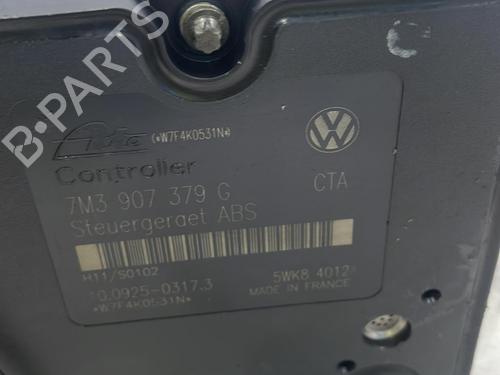 B-PARTS
Ate (*W7F4K0531N*)
Controller
7M3 907 379 G CTA
Steuergeraet ABS
H11/S0102
10.0925-0317.3 5WK8 4012
*W7F4K0531N* MADE IN FRANCE